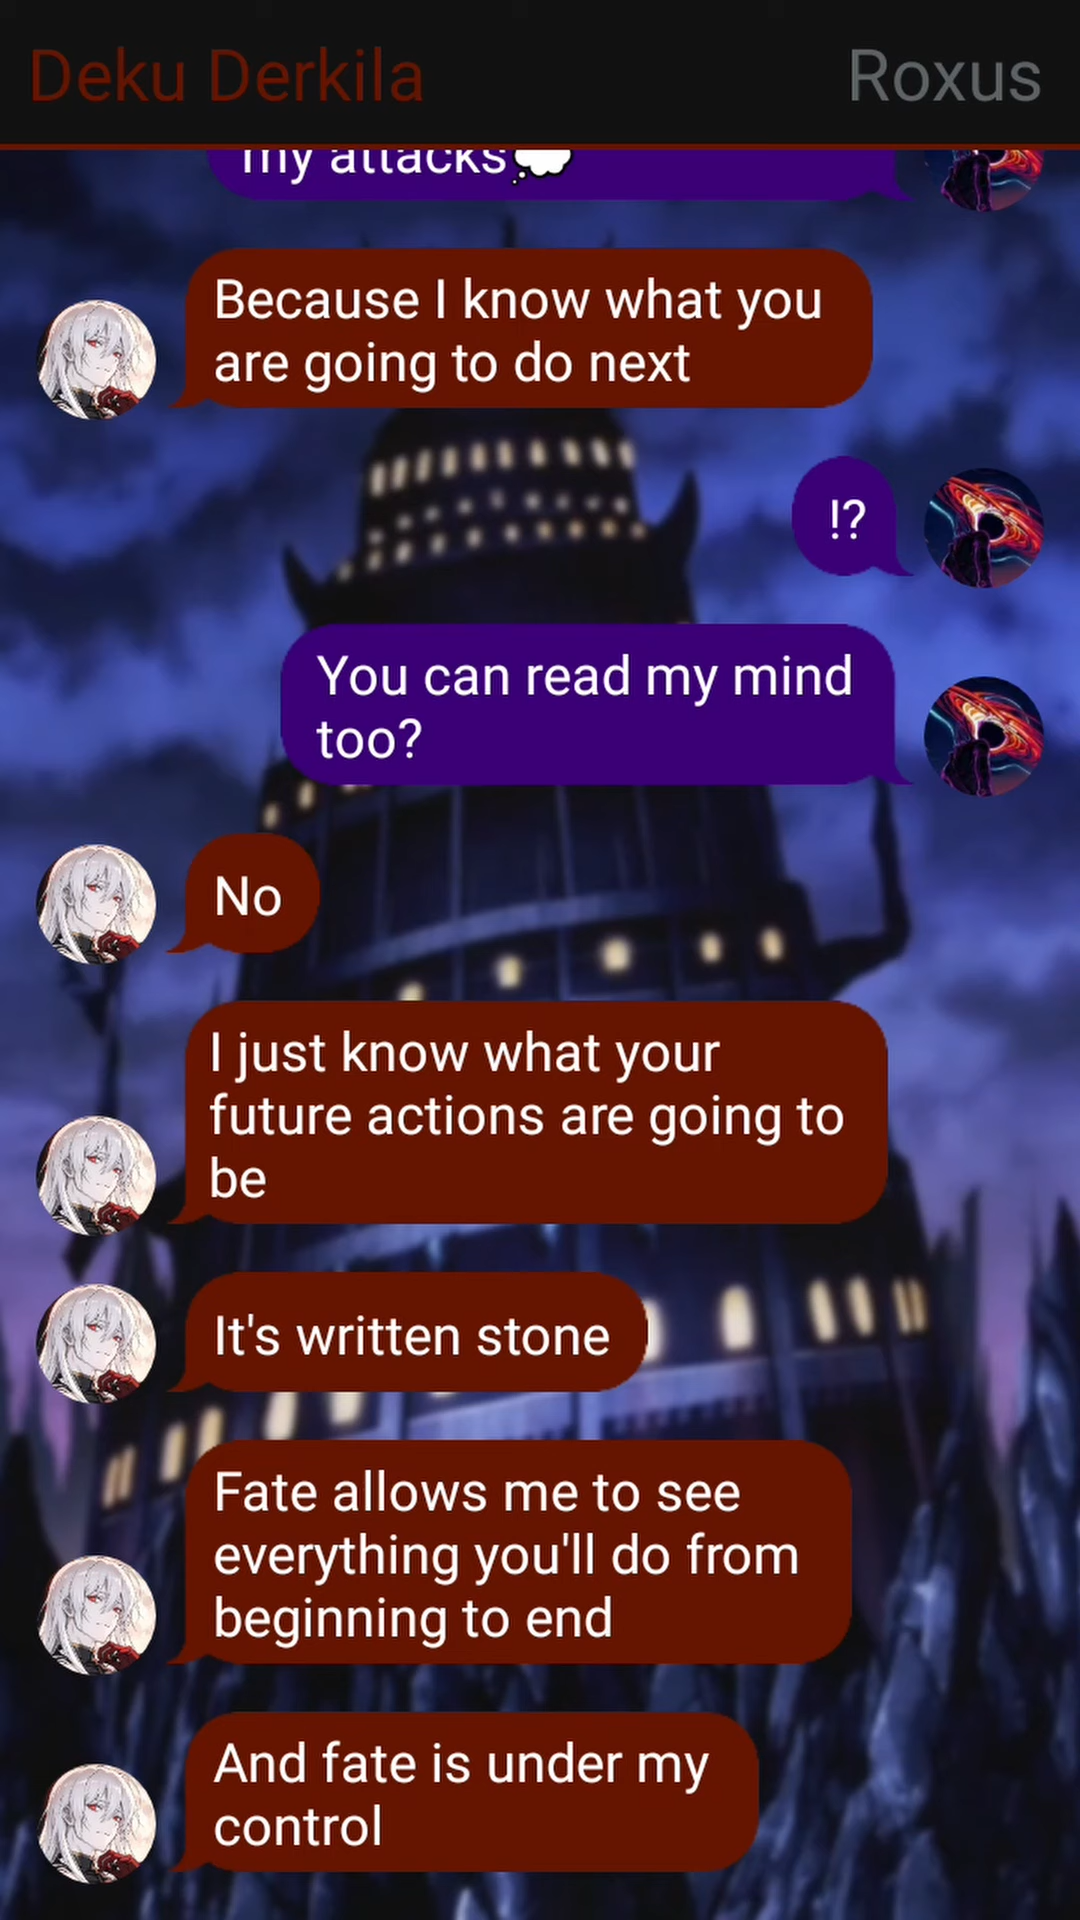 Deku Derkila
Roxus
my attacks💭
Because I know what you
are going to do next
!?
You can read my mind
too?
No
I just know what your
future actions are going to
be
It's written stone
Fate allows me to see
everything you'll do from
beginning to end
And fate is under my
control